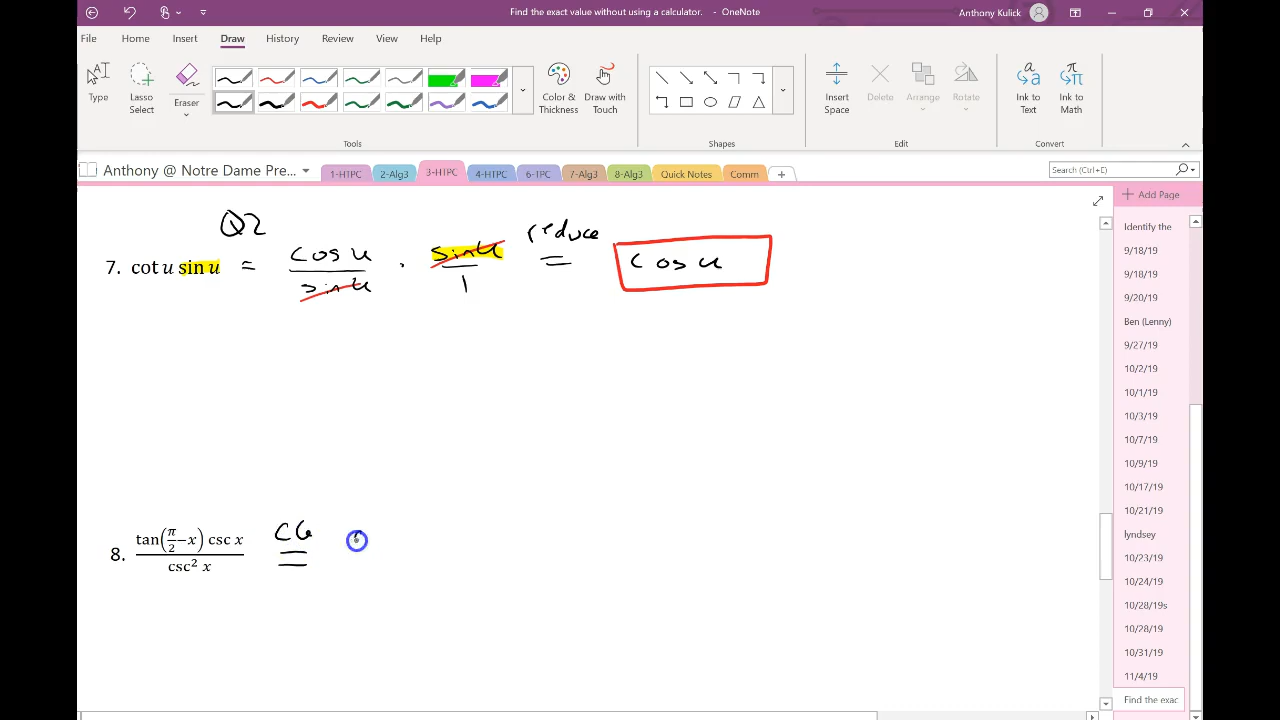 Find the exact value without using a calculator. - OneNote
Anthony Kulick
File Home Insert Draw History Review View Help
Type
Lasso Select
Eraser
Color & Thickness
Draw with Touch
Insert Space
Delete
Arrange
Rotate
Ink to Text
Ink to Math
Tools
Shapes
Edit
Convert
Anthony @ Notre Dame Pre...
1-HTPC 2-Alg3 3-HTPC 4-HTPC 6-TPC 7-Alg3 8-Alg3 Quick Notes Comm +
Search (Ctrl+E)
Add Page
Identify the
9/18/19
9/18/19
9/20/19
Ben (Lenny)
9/27/19
10/2/19
10/1/19
10/3/19
10/7/19
10/9/19
10/17/19
10/21/19
lyndsey
10/23/19
10/24/19
10/28/19s
10/28/19
10/31/19
11/4/19
Find the exac
Q2
7. cot u sin u = cos u / sin u · sin u / 1 reduce = cos u
8. tan(π/2 − x) csc x / csc² x